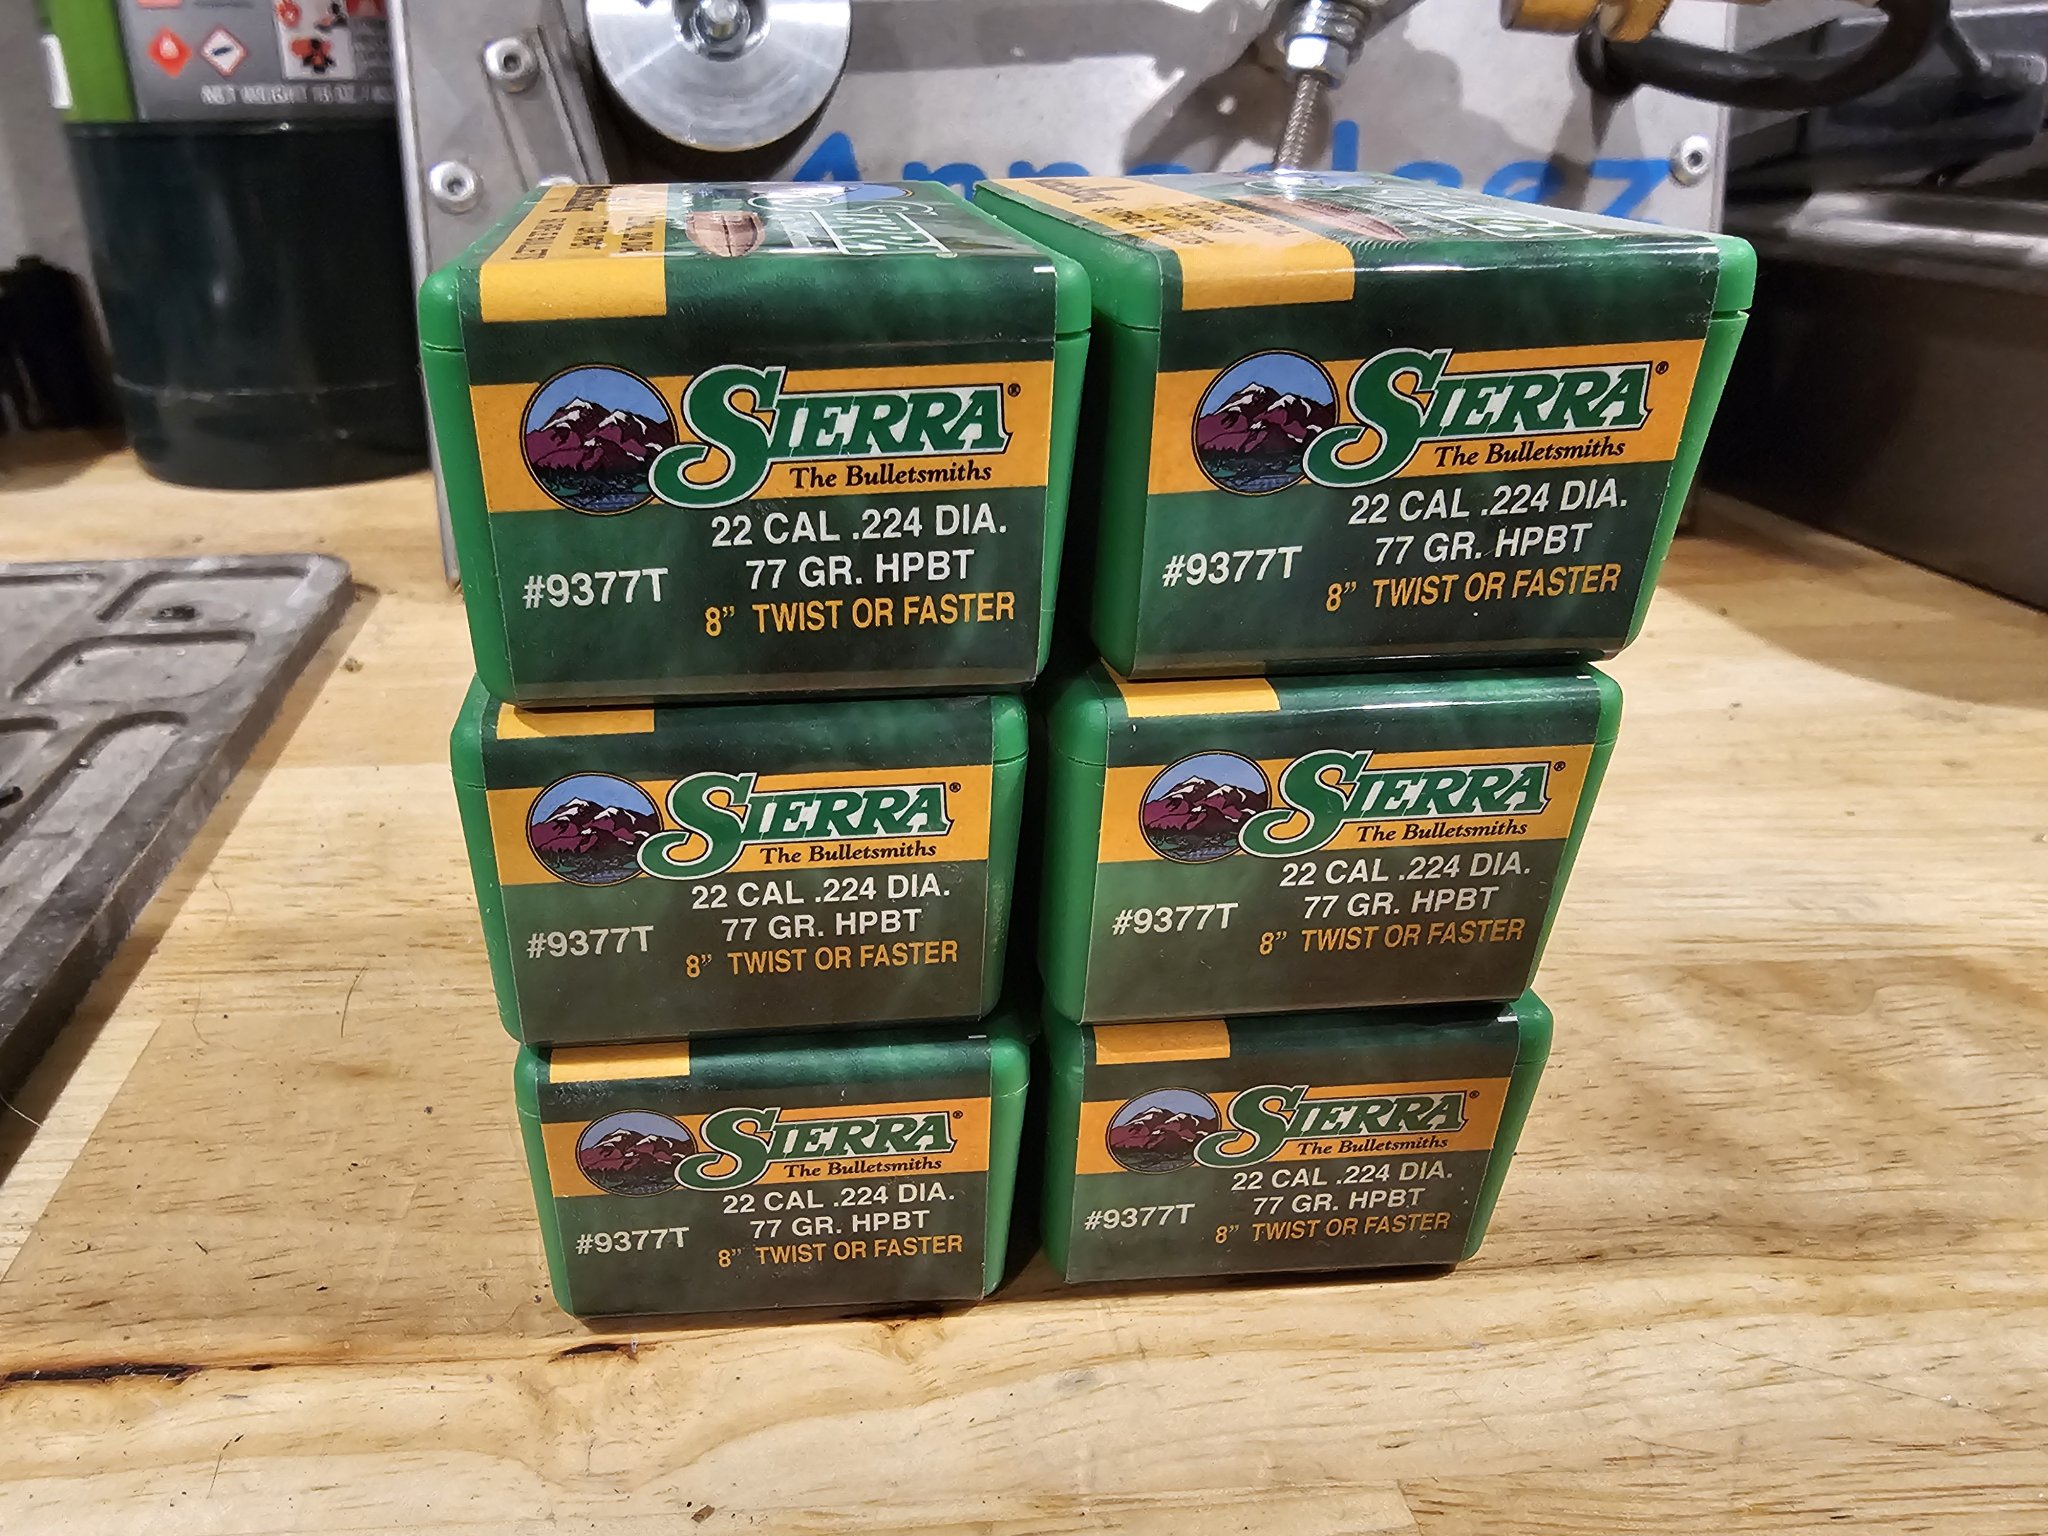 SIERRA®
The Bulletsmiths
22 CAL .224 DIA.
77 GR. HPBT
#9377T
8” TWIST OR FASTER
SIERRA®
The Bulletsmiths
22 CAL .224 DIA.
77 GR. HPBT
#9377T
8” TWIST OR FASTER
SIERRA®
The Bulletsmiths
22 CAL .224 DIA.
77 GR. HPBT
#9377T
8” TWIST OR FASTER
SIERRA®
The Bulletsmiths
22 CAL .224 DIA.
77 GR. HPBT
#9377T
8” TWIST OR FASTER
SIERRA®
The Bulletsmiths
22 CAL .224 DIA.
77 GR. HPBT
#9377T
8” TWIST OR FASTER
SIERRA®
The Bulletsmiths
22 CAL .224 DIA.
77 GR. HPBT
#9377T
8” TWIST OR FASTER